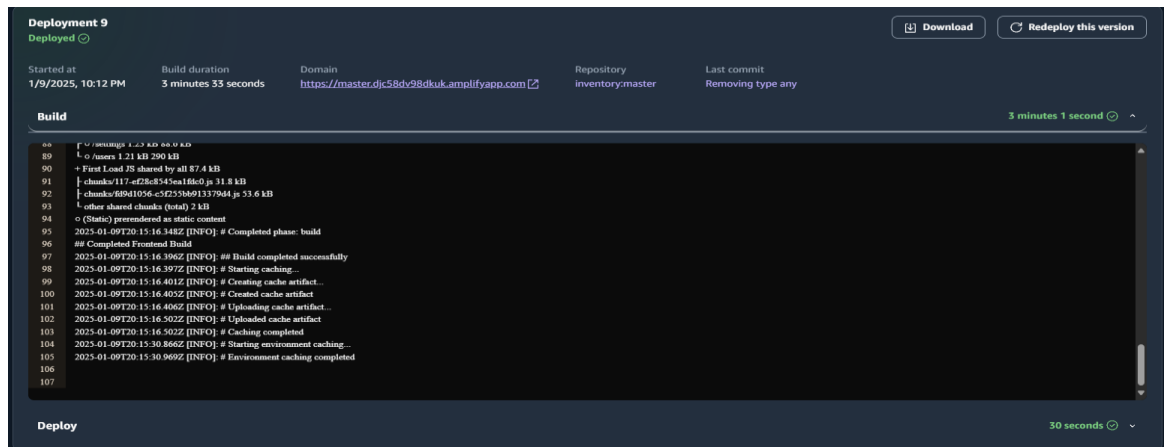 Deployment 9
Deployed
Download
Redeploy this version
Started at
Build duration
Domain
Repository
Last commit
1/9/2025, 10:12 PM
3 minutes 33 seconds
https://master.djc58dv98dkuk.amplifyapp.com
inventory:master
Removing type any
Build
3 minutes 1 second
88 ├ ○ /settings 1.23 kB 88.6 kB
89 └ ○ /users 1.21 kB 290 kB
90 + First Load JS shared by all 87.4 kB
91 ├ chunks/117-ef28c8545ea1fdc0.js 31.8 kB
92 ├ chunks/fd9d1056-c5f255bb913379d4.js 53.6 kB
93 └ other shared chunks (total) 2 kB
94 ○ (Static) prerendered as static content
95 2025-01-09T20:15:16.348Z [INFO]: # Completed phase: build
96 ## Completed Frontend Build
97 2025-01-09T20:15:16.396Z [INFO]: ## Build completed successfully
98 2025-01-09T20:15:16.397Z [INFO]: # Starting caching...
99 2025-01-09T20:15:16.401Z [INFO]: # Creating cache artifact...
100 2025-01-09T20:15:16.405Z [INFO]: # Created cache artifact
101 2025-01-09T20:15:16.406Z [INFO]: # Uploading cache artifact...
102 2025-01-09T20:15:16.502Z [INFO]: # Uploaded cache artifact
103 2025-01-09T20:15:16.502Z [INFO]: # Caching completed
104 2025-01-09T20:15:30.866Z [INFO]: # Starting environment caching...
105 2025-01-09T20:15:30.969Z [INFO]: # Environment caching completed
106
107
Deploy
30 seconds